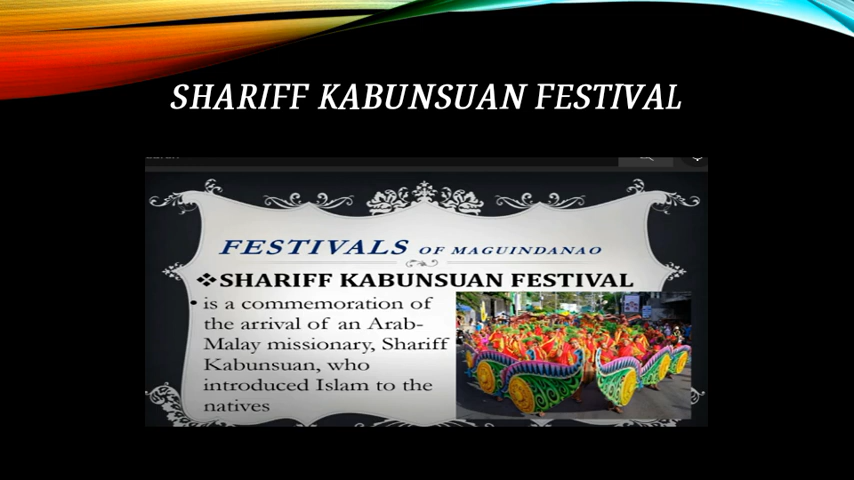 SHARIFF KABUNSUAN FESTIVAL
FESTIVALS OF MAGUINDANAO
❖SHARIFF KABUNSUAN FESTIVAL
• is a commemoration of
the arrival of an Arab-
Malay missionary, Shariff
Kabunsuan, who
introduced Islam to the
natives